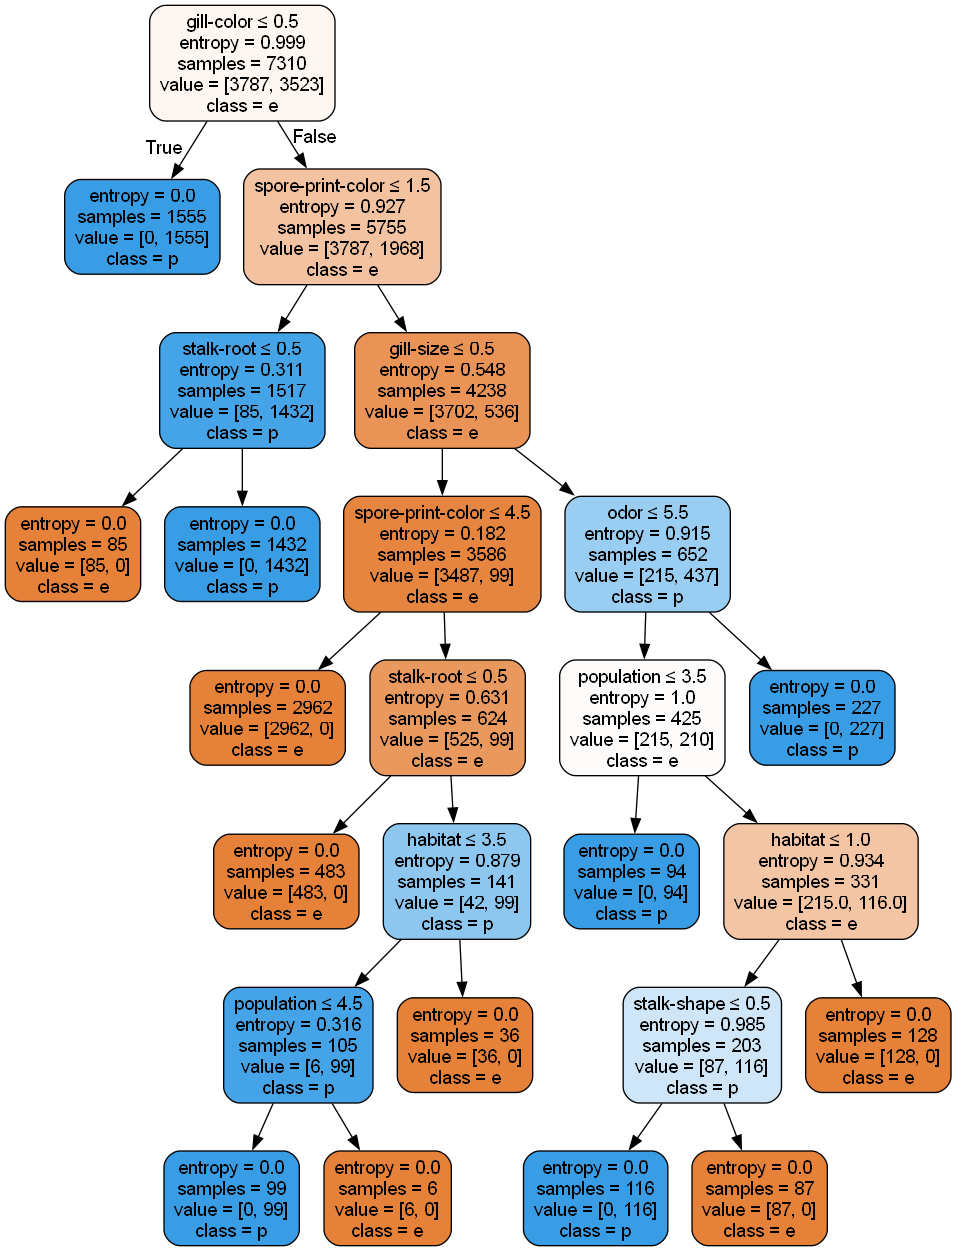 gill-color ≤ 0.5
entropy = 0.999
samples = 7310
value = [3787, 3523]
class = e
True
False
entropy = 0.0
samples = 1555
value = [0, 1555]
class = p
spore-print-color ≤ 1.5
entropy = 0.927
samples = 5755
value = [3787, 1968]
class = e
stalk-root ≤ 0.5
entropy = 0.311
samples = 1517
value = [85, 1432]
class = p
gill-size ≤ 0.5
entropy = 0.548
samples = 4238
value = [3702, 536]
class = e
entropy = 0.0
samples = 85
value = [85, 0]
class = e
entropy = 0.0
samples = 1432
value = [0, 1432]
class = p
spore-print-color ≤ 4.5
entropy = 0.182
samples = 3586
value = [3487, 99]
class = e
odor ≤ 5.5
entropy = 0.915
samples = 652
value = [215, 437]
class = p
entropy = 0.0
samples = 2962
value = [2962, 0]
class = e
stalk-root ≤ 0.5
entropy = 0.631
samples = 624
value = [525, 99]
class = e
population ≤ 3.5
entropy = 1.0
samples = 425
value = [215, 210]
class = e
entropy = 0.0
samples = 227
value = [0, 227]
class = p
entropy = 0.0
samples = 483
value = [483, 0]
class = e
habitat ≤ 3.5
entropy = 0.879
samples = 141
value = [42, 99]
class = p
entropy = 0.0
samples = 94
value = [0, 94]
class = p
habitat ≤ 1.0
entropy = 0.934
samples = 331
value = [215.0, 116.0]
class = e
population ≤ 4.5
entropy = 0.316
samples = 105
value = [6, 99]
class = p
entropy = 0.0
samples = 36
value = [36, 0]
class = e
stalk-shape ≤ 0.5
entropy = 0.985
samples = 203
value = [87, 116]
class = p
entropy = 0.0
samples = 128
value = [128, 0]
class = e
entropy = 0.0
samples = 99
value = [0, 99]
class = p
entropy = 0.0
samples = 6
value = [6, 0]
class = e
entropy = 0.0
samples = 116
value = [0, 116]
class = p
entropy = 0.0
samples = 87
value = [87, 0]
class = e